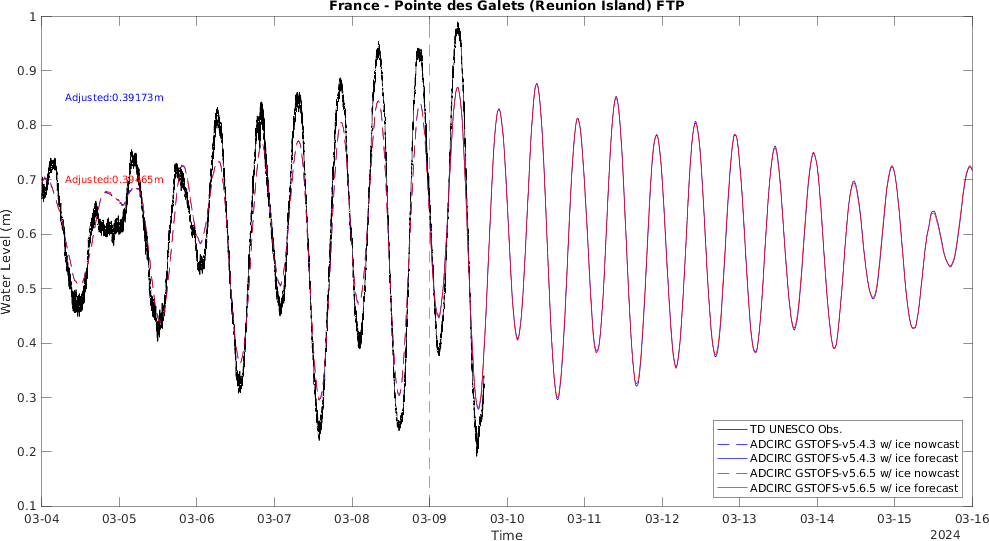 France - Pointe des Galets (Reunion Island) FTP
1
0.9
0.8
0.7
0.6
0.5
0.4
0.3
0.2
0.1
Water Level (m)
Adjusted:0.39173m
Adjusted:0.39465m
TD UNESCO Obs.
ADCIRC GSTOFS-v5.4.3 w/ ice nowcast
ADCIRC GSTOFS-v5.4.3 w/ ice forecast
ADCIRC GSTOFS-v5.6.5 w/ ice nowcast
ADCIRC GSTOFS-v5.6.5 w/ ice forecast
03-04 03-05 03-06 03-07 03-08 03-09 03-10 03-11 03-12 03-13 03-14 03-15 03-16
Time
2024